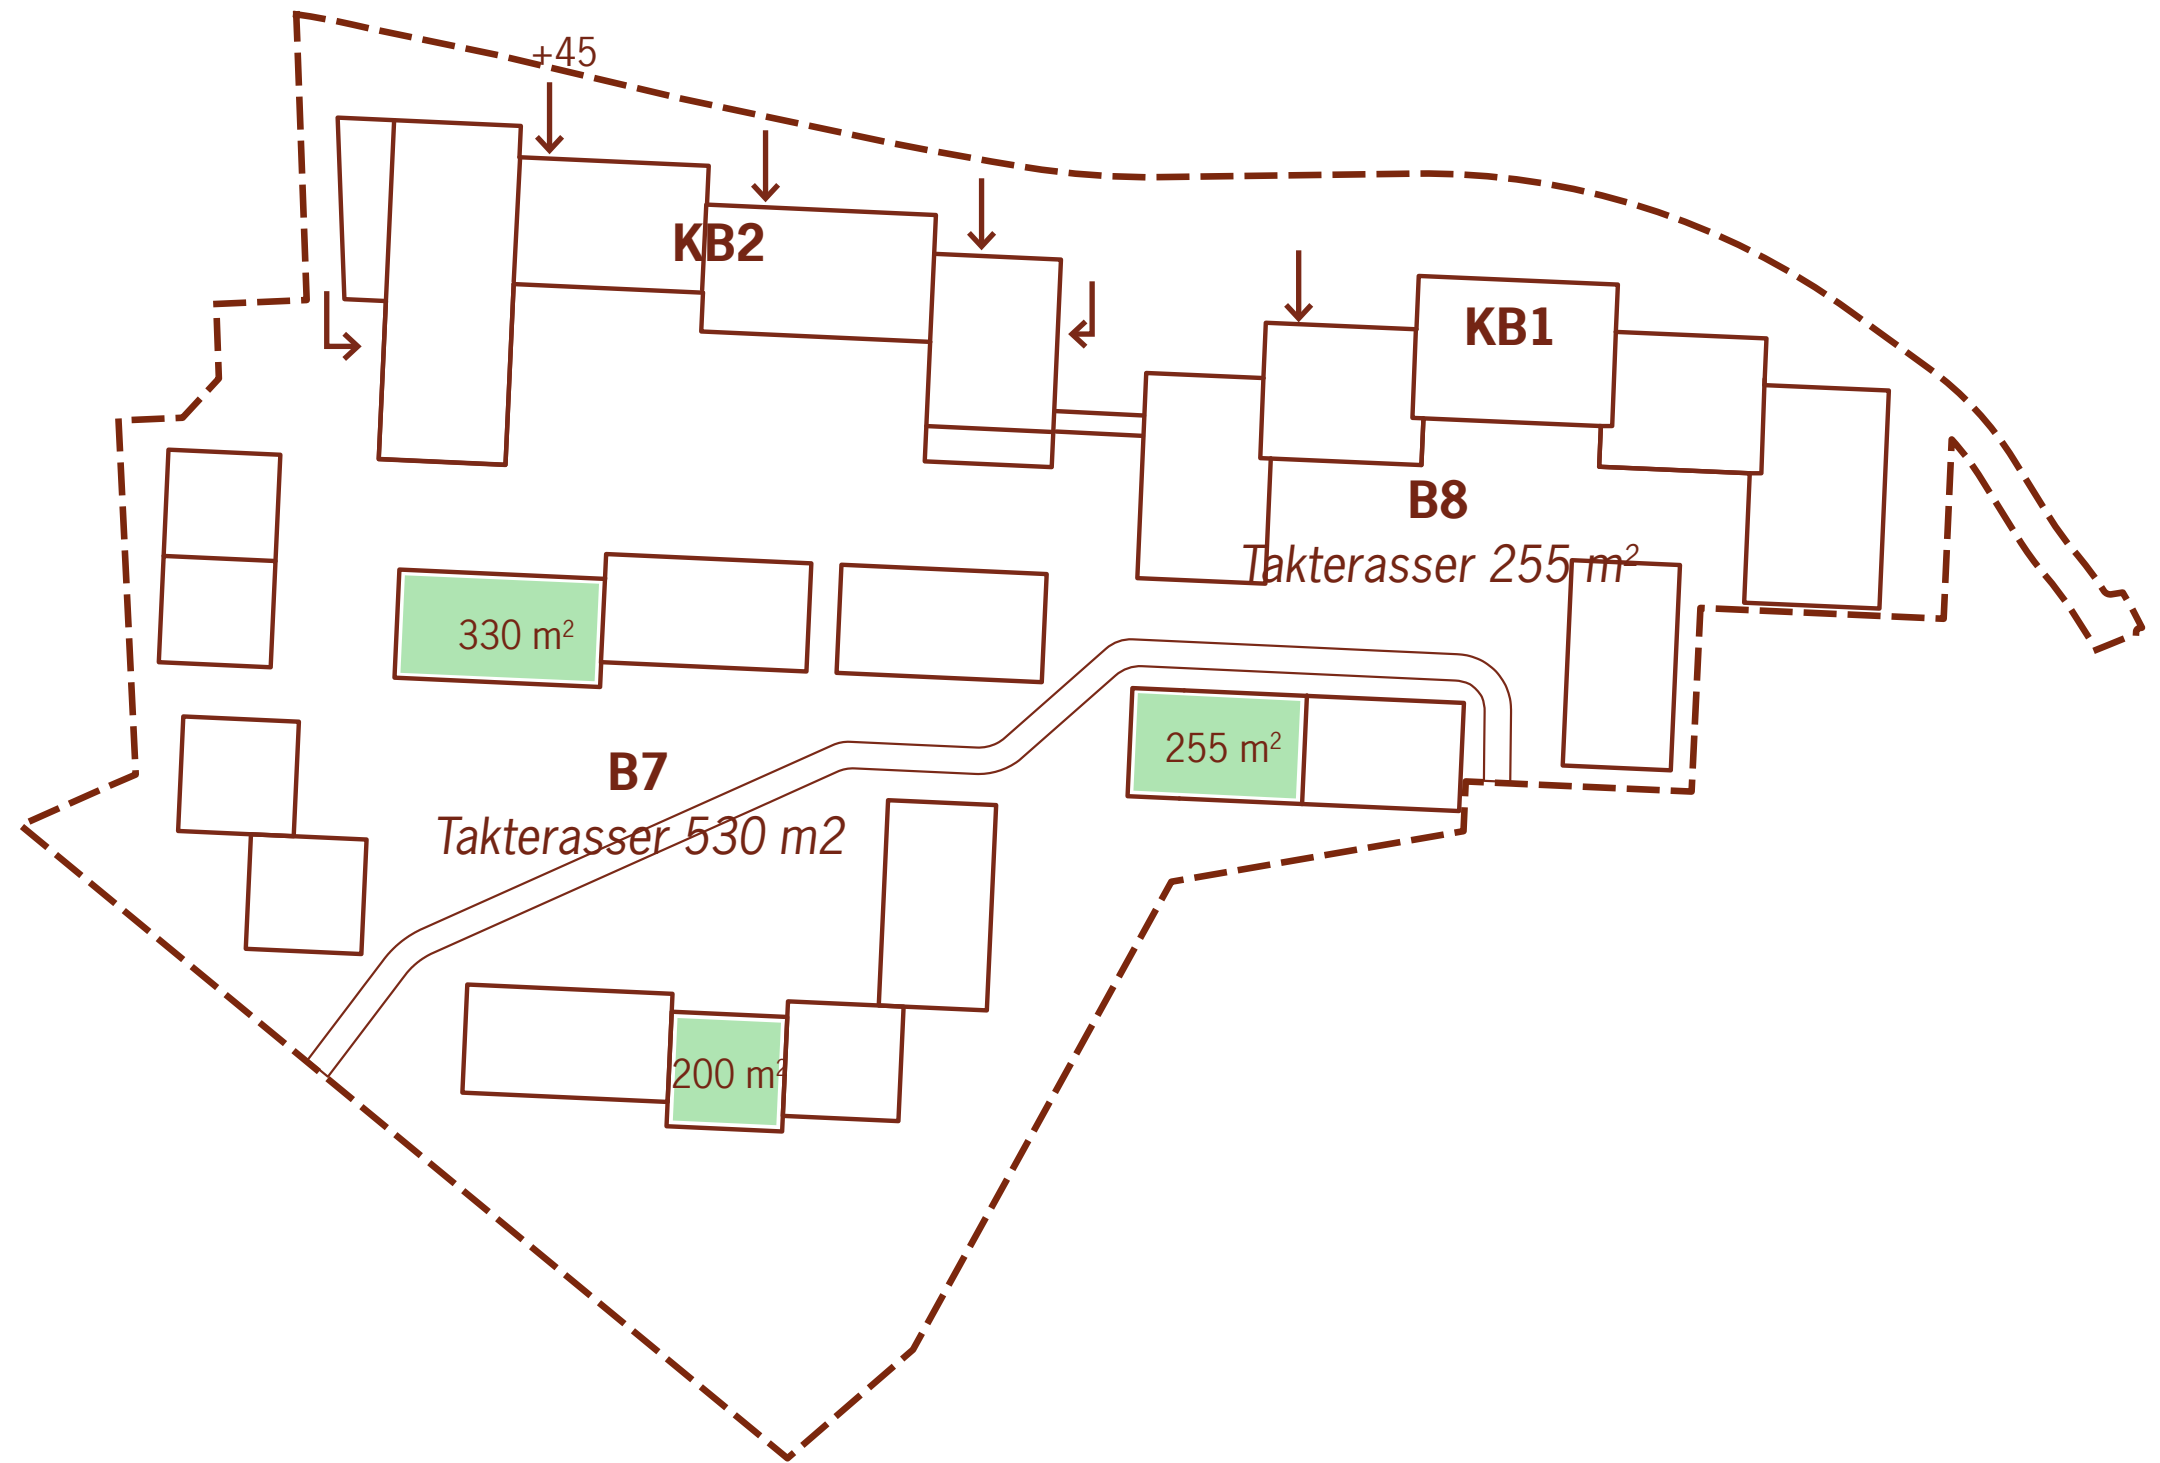 +45
KB2
KB1
B8
Takterasser 255 m²
330 m²
255 m²
B7
Takterasser 530 m2
200 m²